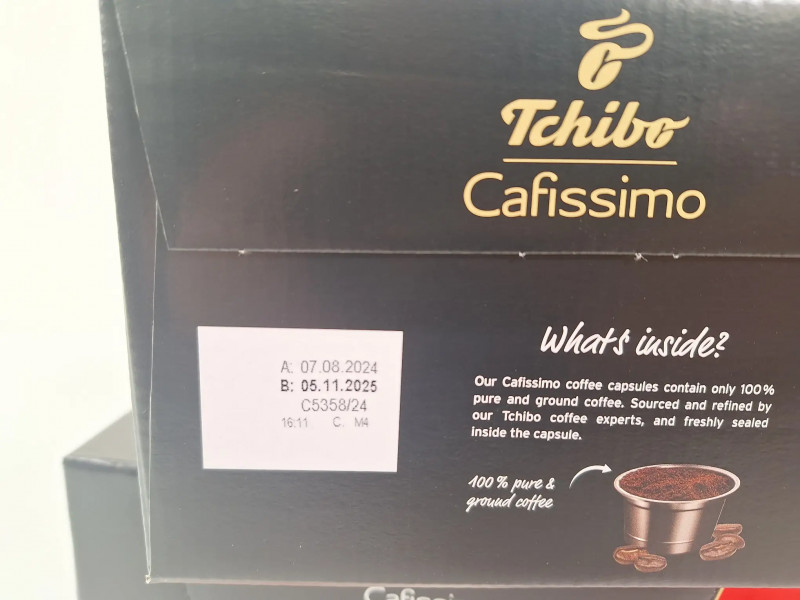 Tchibo
Cafissimo
What's inside?
Our Cafissimo coffee capsules contain only 100 %
pure and ground coffee. Sourced and refined by
our Tchibo coffee experts, and freshly sealed
inside the capsule.
100 % pure &
ground coffee
A: 07.08.2024
B: 05.11.2025
C5358/24
16:11 C. M4